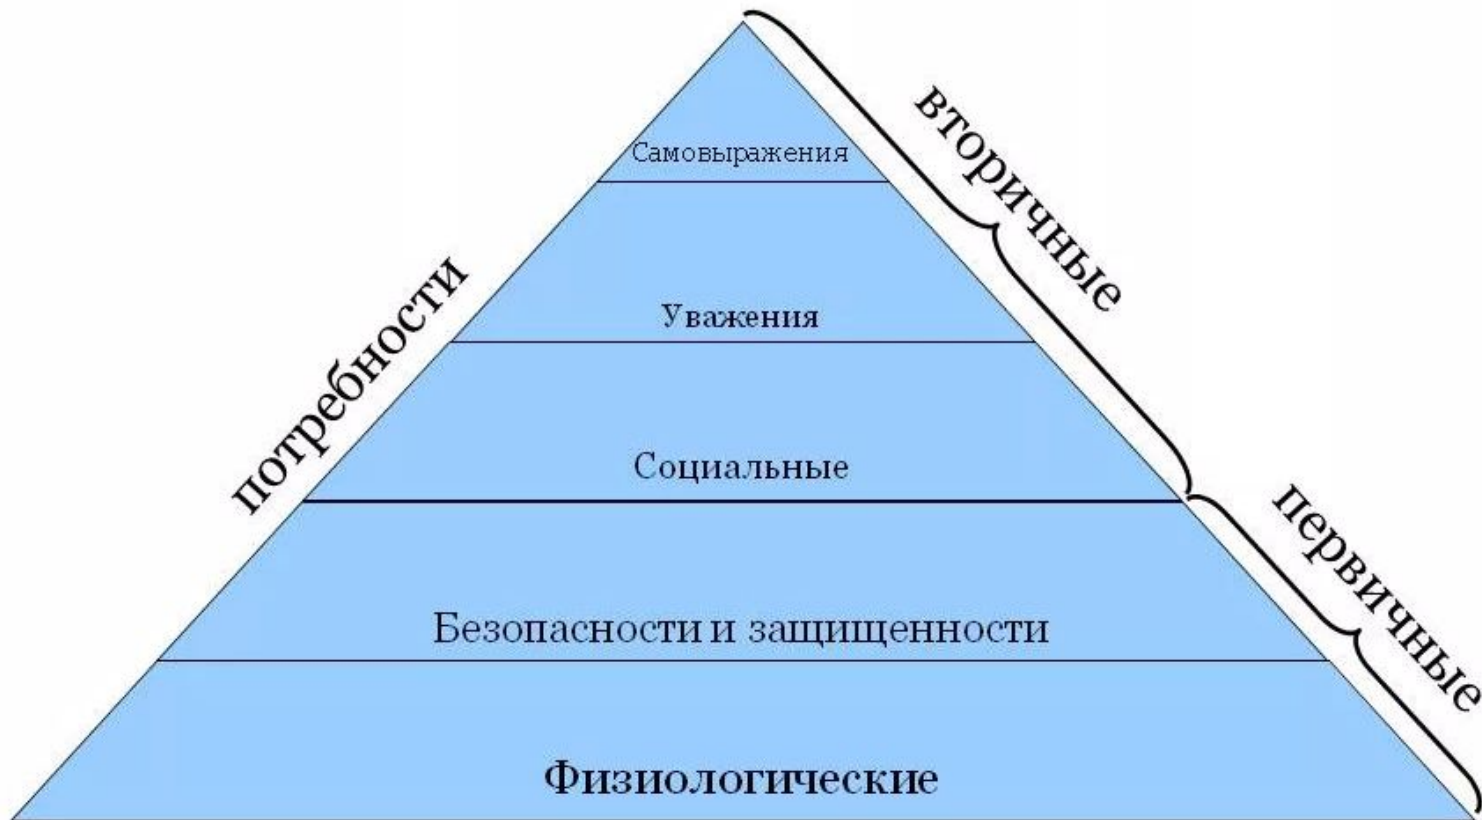 вторичные
Самовыражения
потребности
Уважения
Социальные
первичные
Безопасности и защищенности
Физиологические